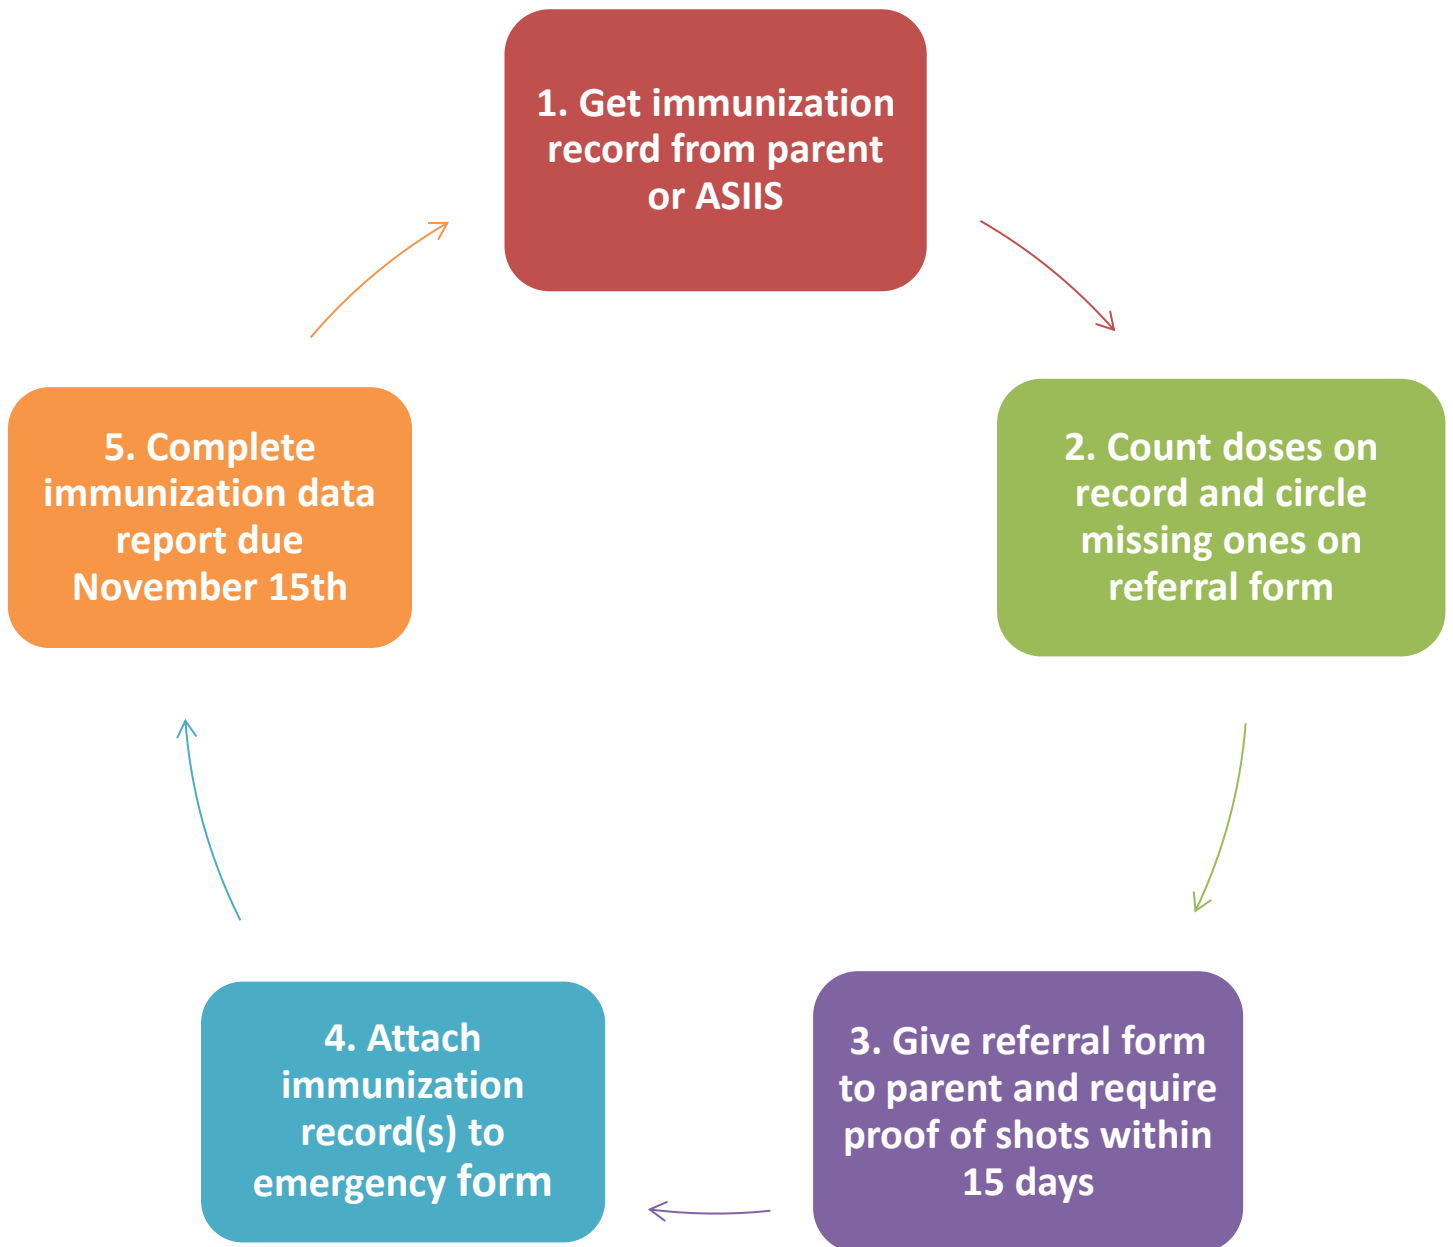 1. Get immunization
record from parent
or ASIIS
2. Count doses on
record and circle
missing ones on
referral form
3. Give referral form
to parent and require
proof of shots within
15 days
4. Attach
immunization
record(s) to
emergency form
5. Complete
immunization data
report due
November 15th